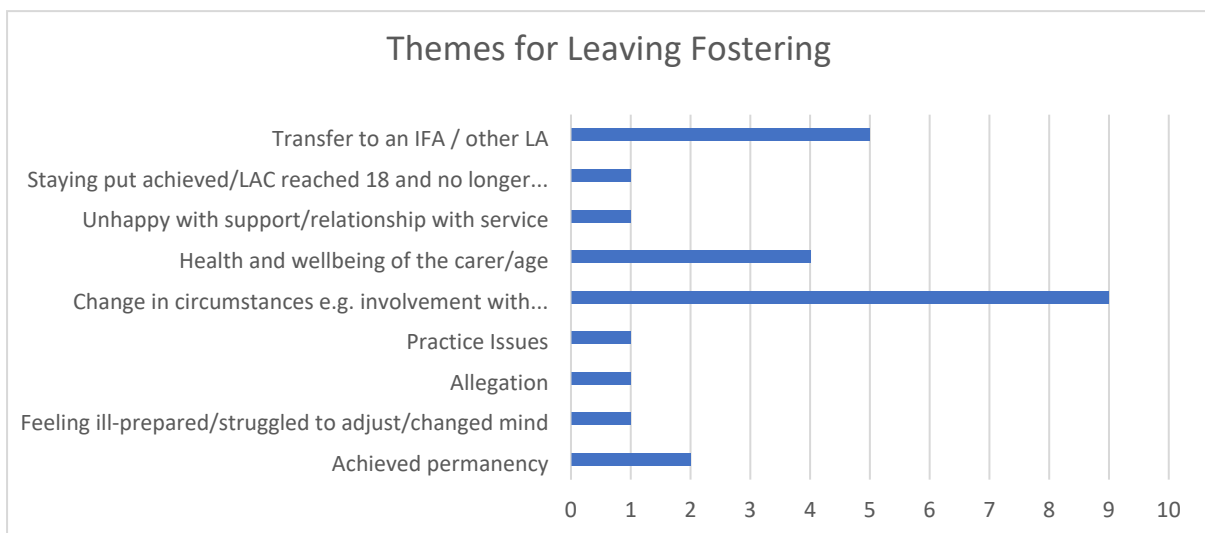 Themes for Leaving Fostering
Transfer to an IFA / other LA
Staying put achieved/LAC reached 18 and no longer...
Unhappy with support/relationship with service
Health and wellbeing of the carer/age
Change in circumstances e.g. involvement with...
Practice Issues
Allegation
Feeling ill-prepared/struggled to adjust/changed mind
Achieved permanency
0 1 2 3 4 5 6 7 8 9 10